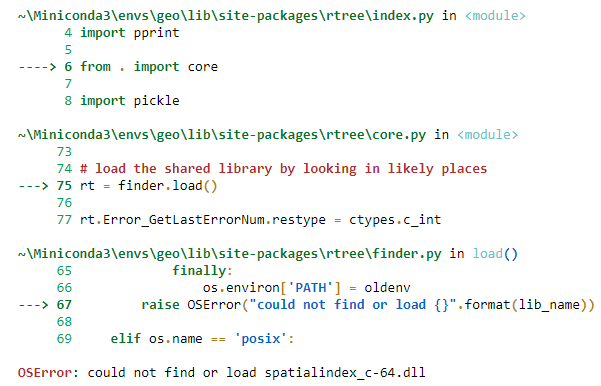 ~\Miniconda3\envs\geo\lib\site-packages\rtree\index.py in <module>
      4 import pprint
      5
----> 6 from . import core
      7
      8 import pickle

~\Miniconda3\envs\geo\lib\site-packages\rtree\core.py in <module>
     73
     74 # load the shared library by looking in likely places
---> 75 rt = finder.load()
     76
     77 rt.Error_GetLastErrorNum.restype = ctypes.c_int

~\Miniconda3\envs\geo\lib\site-packages\rtree\finder.py in load()
     65             finally:
     66                 os.environ['PATH'] = oldenv
---> 67         raise OSError("could not find or load {}".format(lib_name))
     68
     69     elif os.name == 'posix':

OSError: could not find or load spatialindex_c-64.dll